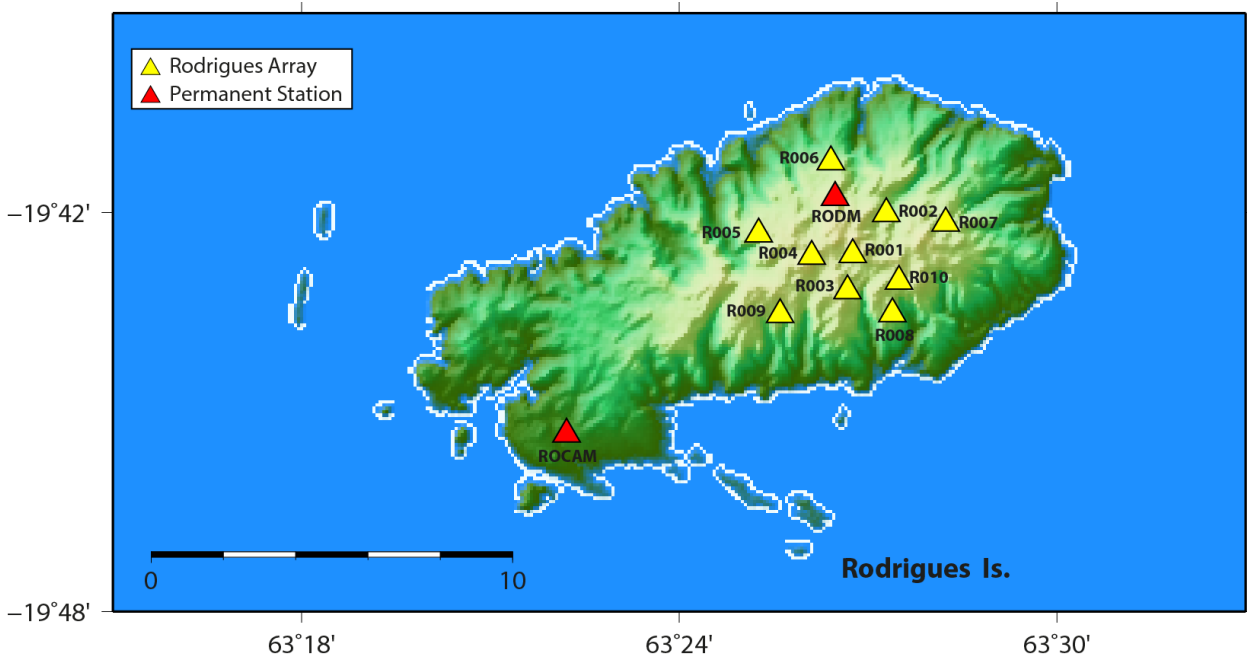 Rodrigues Array
Permanent Station
R006
−19˚42'
RODM
R002
R007
R005
R004
R001
R003
R010
R009
R008
ROCAM
Rodrigues Is.
0
10
−19˚48'
63˚18'
63˚24'
63˚30'